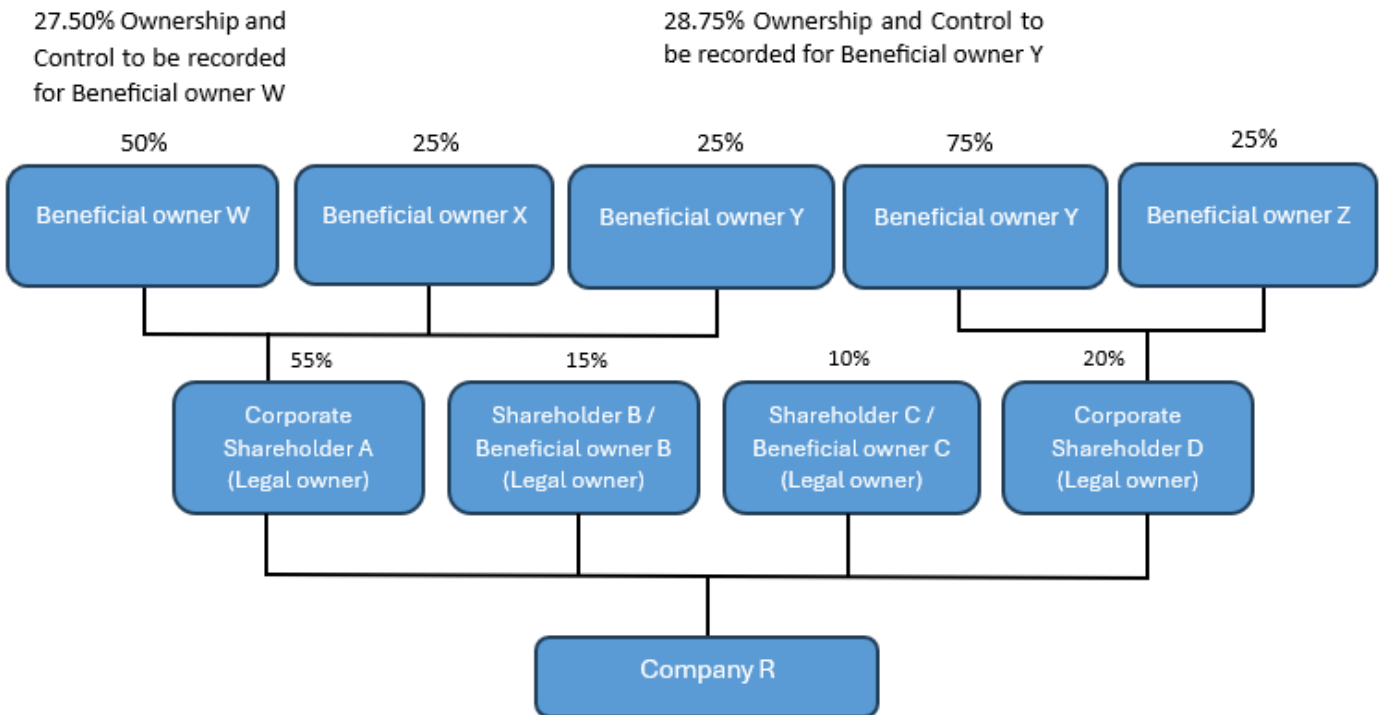 27.50% Ownership and
Control to be recorded
for Beneficial owner W
28.75% Ownership and Control to
be recorded for Beneficial owner Y
50%
25%
25%
75%
25%
Beneficial owner W
Beneficial owner X
Beneficial owner Y
Beneficial owner Y
Beneficial owner Z
55%
15%
10%
20%
Corporate
Shareholder A
(Legal owner)
Shareholder B /
Beneficial owner B
(Legal owner)
Shareholder C /
Beneficial owner C
(Legal owner)
Corporate
Shareholder D
(Legal owner)
Company R